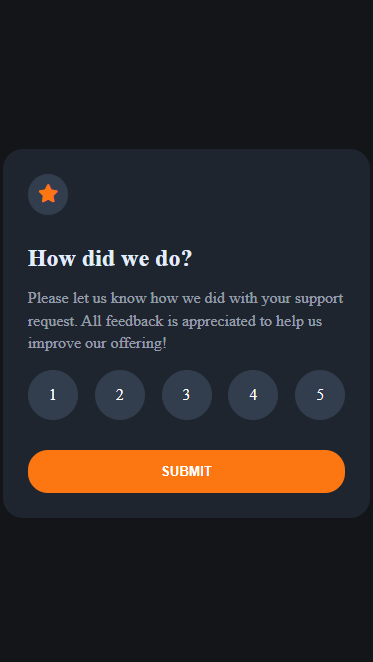 How did we do?
Please let us know how we did with your support
request. All feedback is appreciated to help us
improve our offering!
1 2 3 4 5
SUBMIT